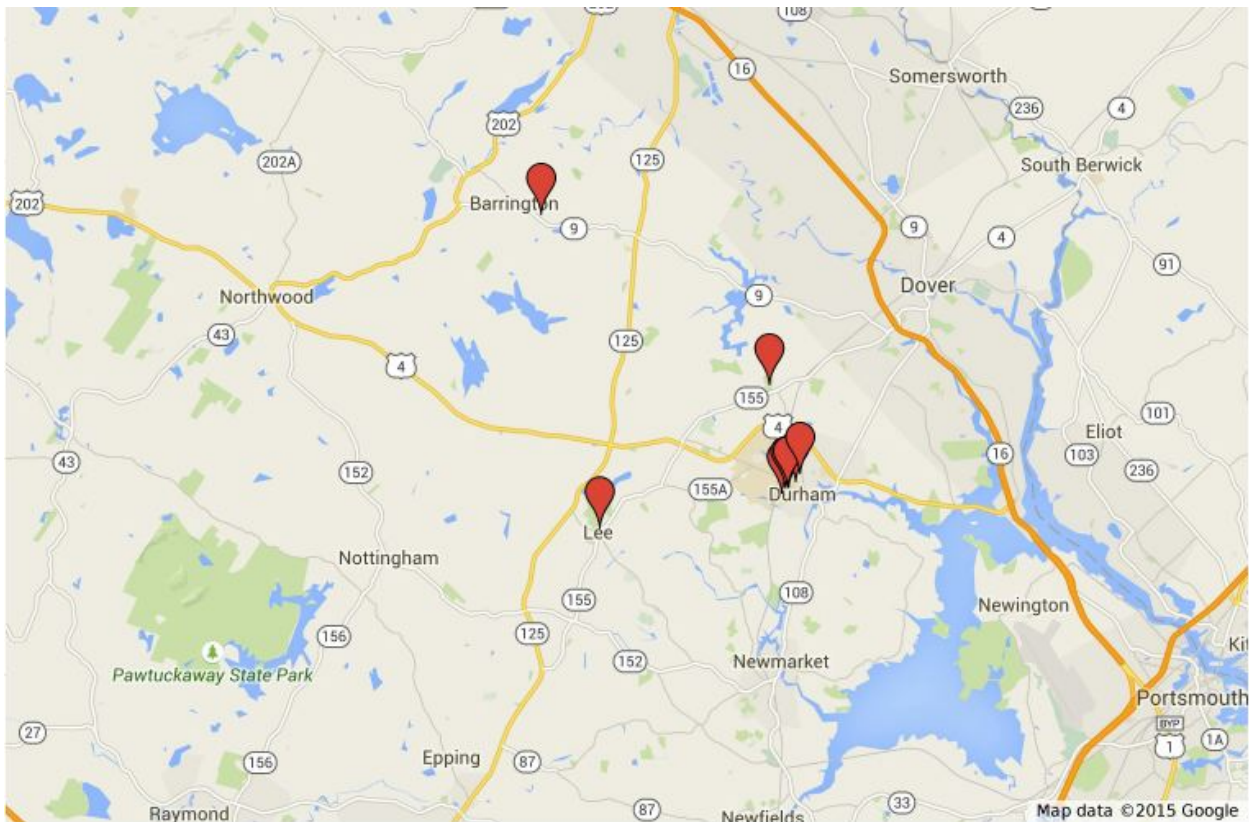 108
16
Somersworth
236
4
202
125
202A
South Berwick
Barrington
202
9
9
4
91
Northwood
Dover
9
43
125
4
155
101
4
Eliot
43
16
103
236
152
155A
Durham
Lee
Nottingham
155
108
Newington
125
156
152
Newmarket
Pawtuckaway State Park
Portsmouth
27
BYP
1
1A
Epping
87
156
33
Raymond
87
Newfields
Map data ©2015 Google